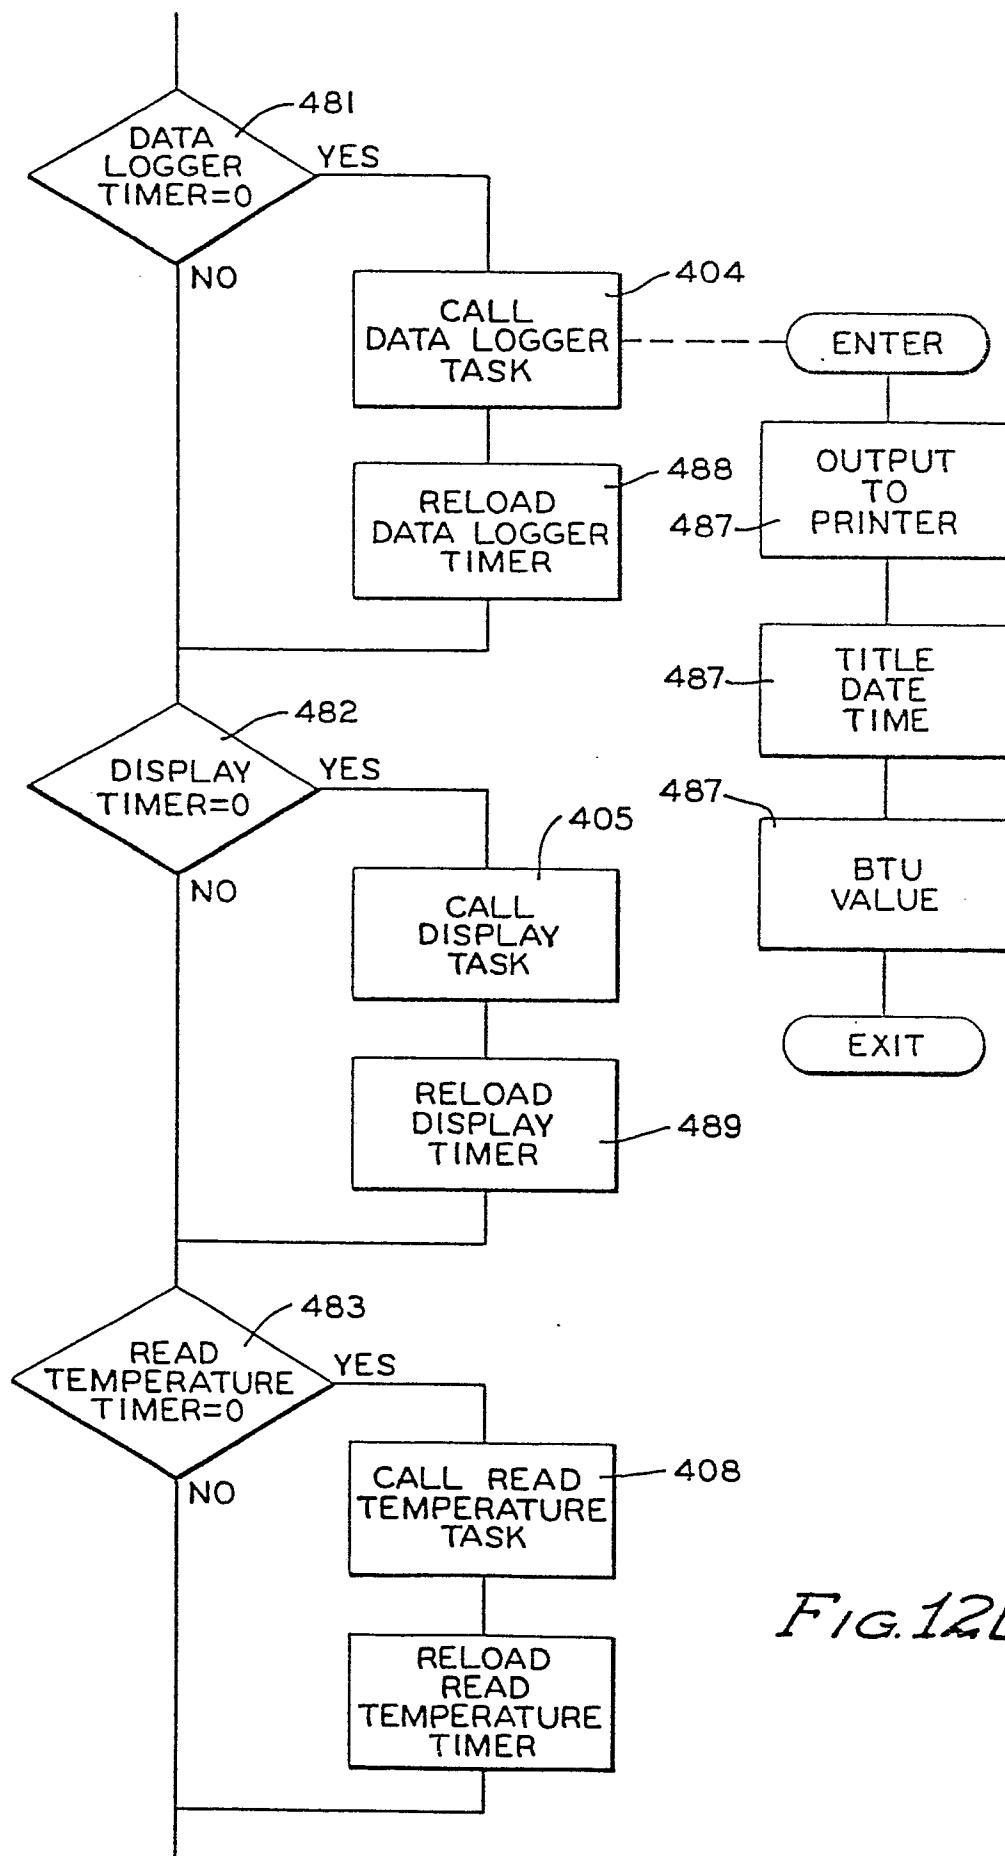 481
DATA
LOGGER
TIMER=0
YES
NO
404
CALL
DATA LOGGER
TASK
ENTER
488
RELOAD
DATA LOGGER
TIMER
OUTPUT
TO
PRINTER
487
487
TITLE
DATE
TIME
482
DISPLAY
TIMER=0
YES
NO
405
CALL
DISPLAY
TASK
487
BTU
VALUE
EXIT
RELOAD
DISPLAY
TIMER
489
483
READ
TEMPERATURE
TIMER=0
YES
NO
408
CALL READ
TEMPERATURE
TASK
RELOAD
READ
TEMPERATURE
TIMER
FIG. 12